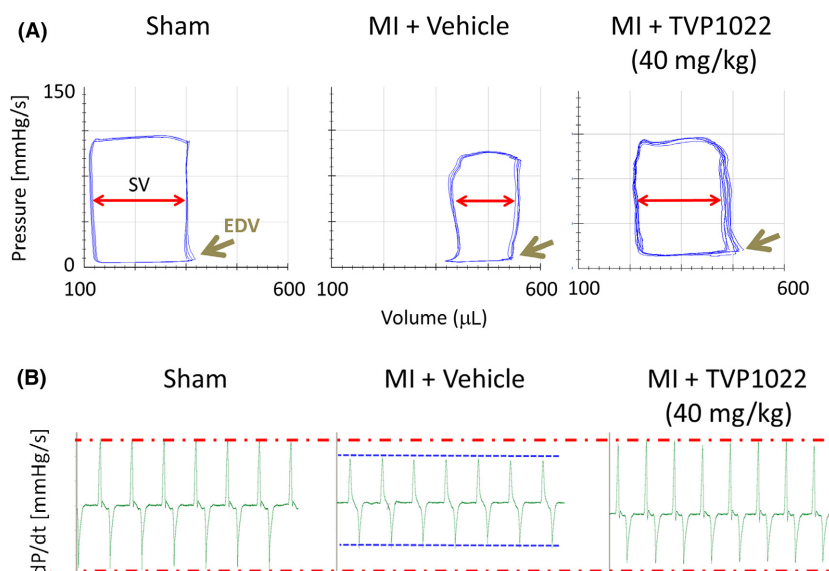 (A)
Sham
MI + Vehicle
MI + TVP1022
(40 mg/kg)
Pressure [mmHg/s]
150
0
SV
EDV
100
600
100
600
100
600
Volume (μL)
(B)
Sham
MI + Vehicle
MI + TVP1022
(40 mg/kg)
dP/dt [mmHg/s]